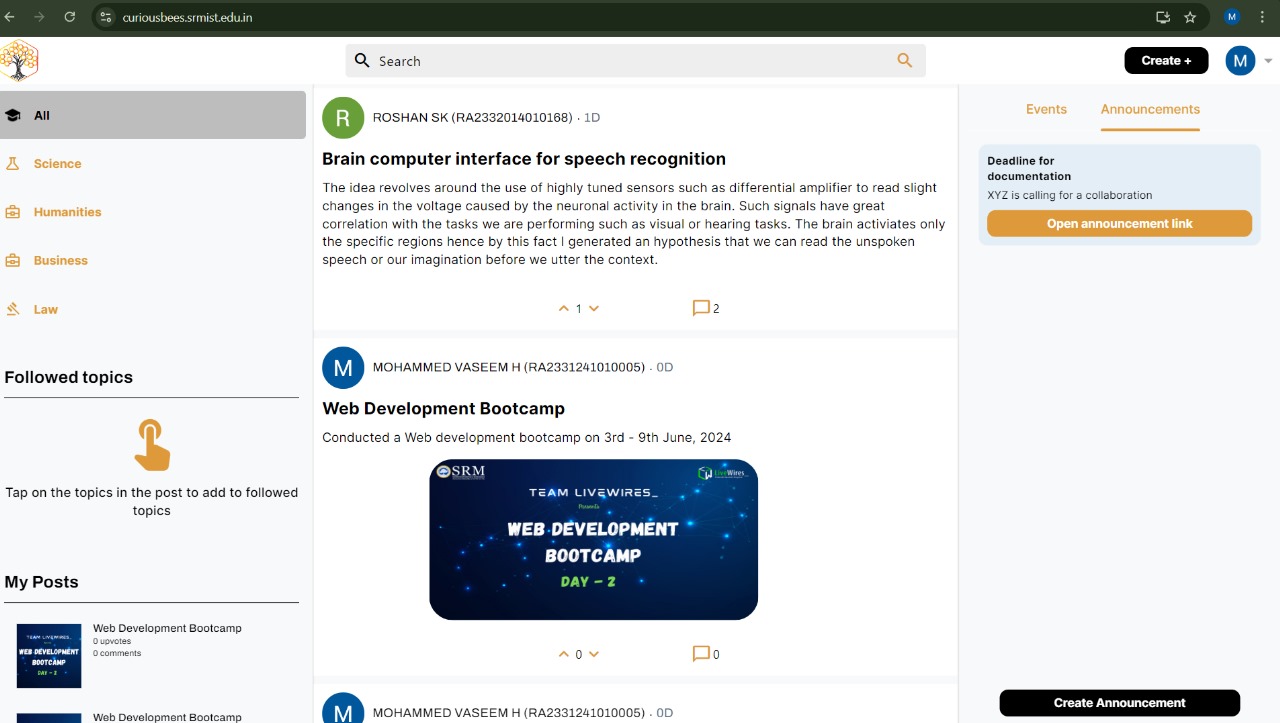 curiousbees.srmist.edu.in
M
Search
Create +
M
All
Science
Humanities
Business
Law
Followed topics
Tap on the topics in the post to add to followed
topics
My Posts
WEB DEVELOPMENT
BOOTCAMP
DAY - 2
Web Development Bootcamp
0 upvotes
0 comments
Web Development Bootcamp
R
ROSHAN SK (RA2332014010168) · 1D
Brain computer interface for speech recognition
The idea revolves around the use of highly tuned sensors such as differential amplifier to read slight
changes in the voltage caused by the neuronal activity in the brain. Such signals have great
correlation with the tasks we are performing such as visual or hearing tasks. The brain activiates only
the specific regions hence by this fact I generated an hypothesis that we can read the unspoken
speech or our imagination before we utter the context.
1
2
M
MOHAMMED VASEEM H (RA2331241010005) · 0D
Web Development Bootcamp
Conducted a Web development bootcamp on 3rd - 9th June, 2024
SRM
LiveWires_
TEAM LIVEWIRES_
Presents
WEB DEVELOPMENT
BOOTCAMP
DAY - 2
0
0
M
MOHAMMED VASEEM H (RA2331241010005) · 0D
Events
Announcements
Deadline for
documentation
XYZ is calling for a collaboration
Open announcement link
Create Announcement